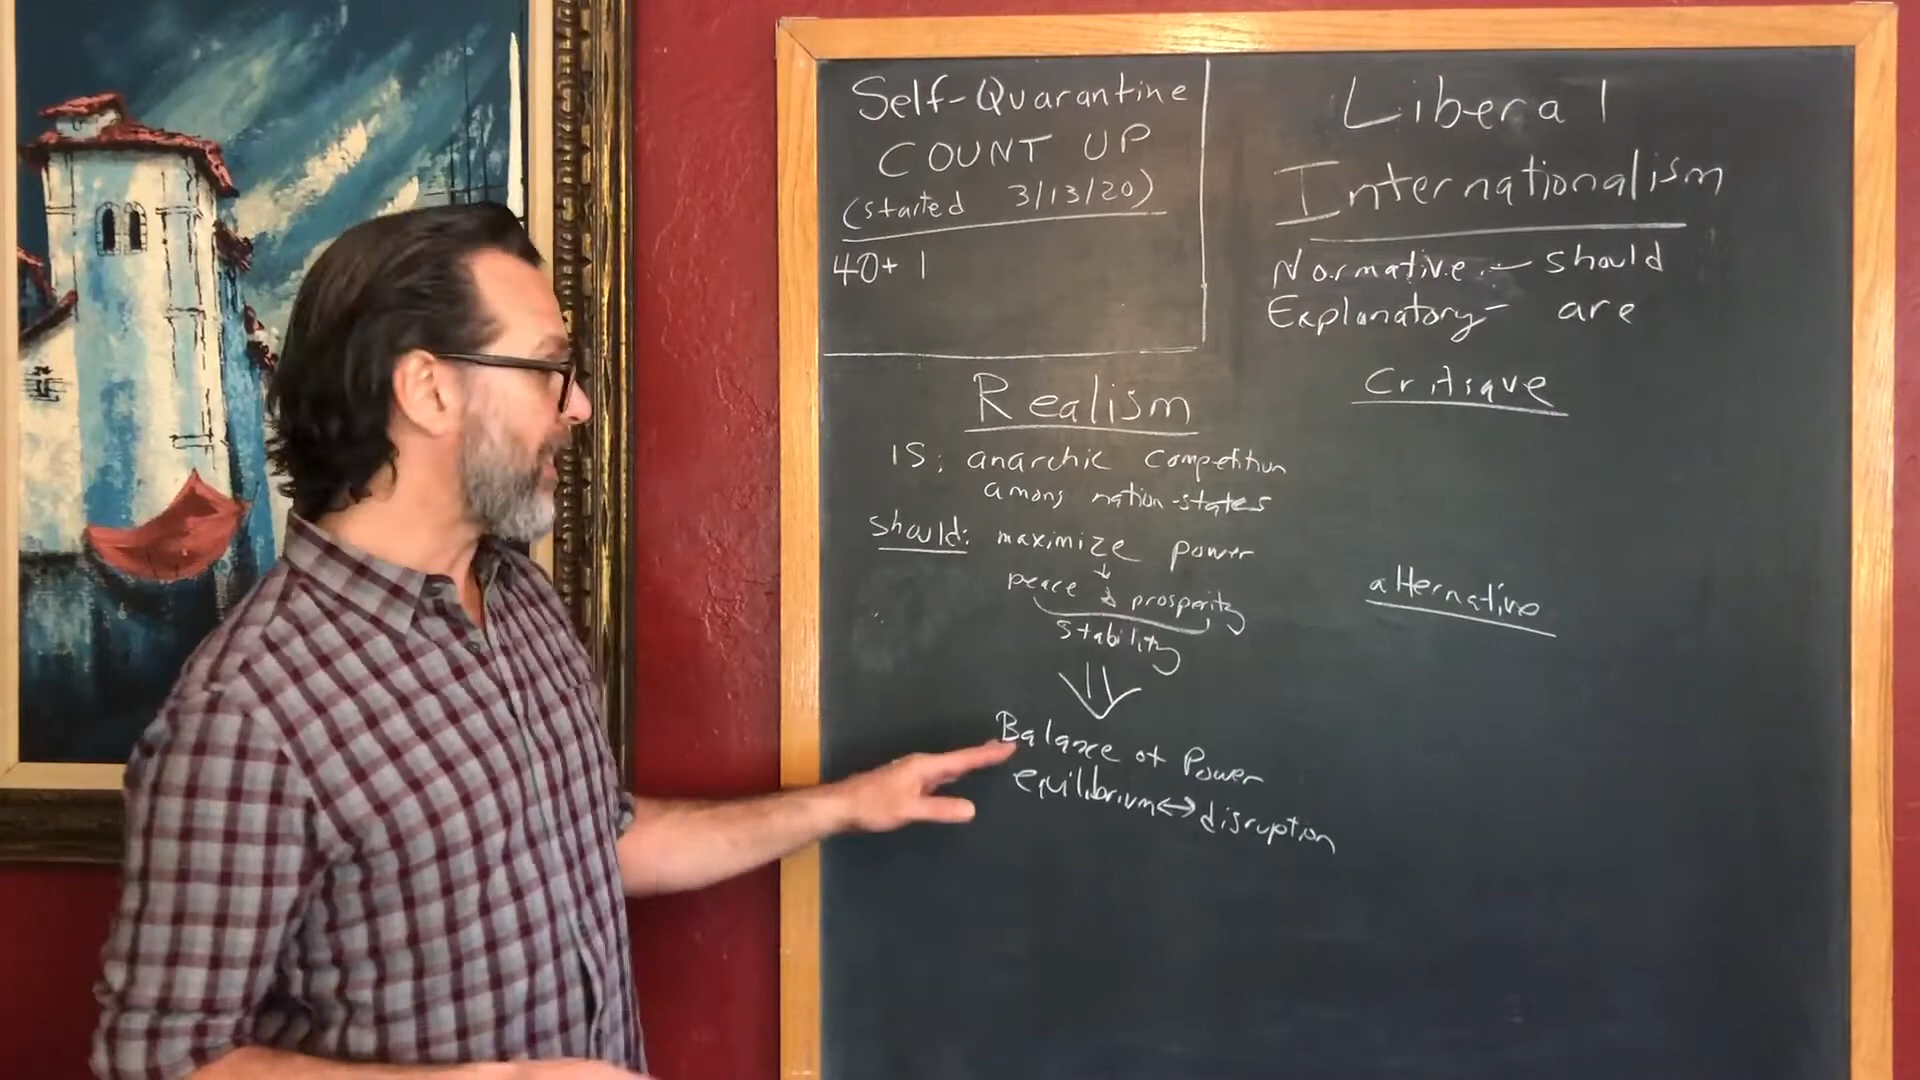 Self-Quarantine
COUNT UP
(started 3/13/20)
40+ 1
Liberal
Internationalism
Normative - should
Explanatory - are
Critique
alternative
Realism
IS: anarchic competition
among nation-states
should: maximize power
↓
peace & prosperity
stability
Balance of Power
equilibrium ↔ disruption